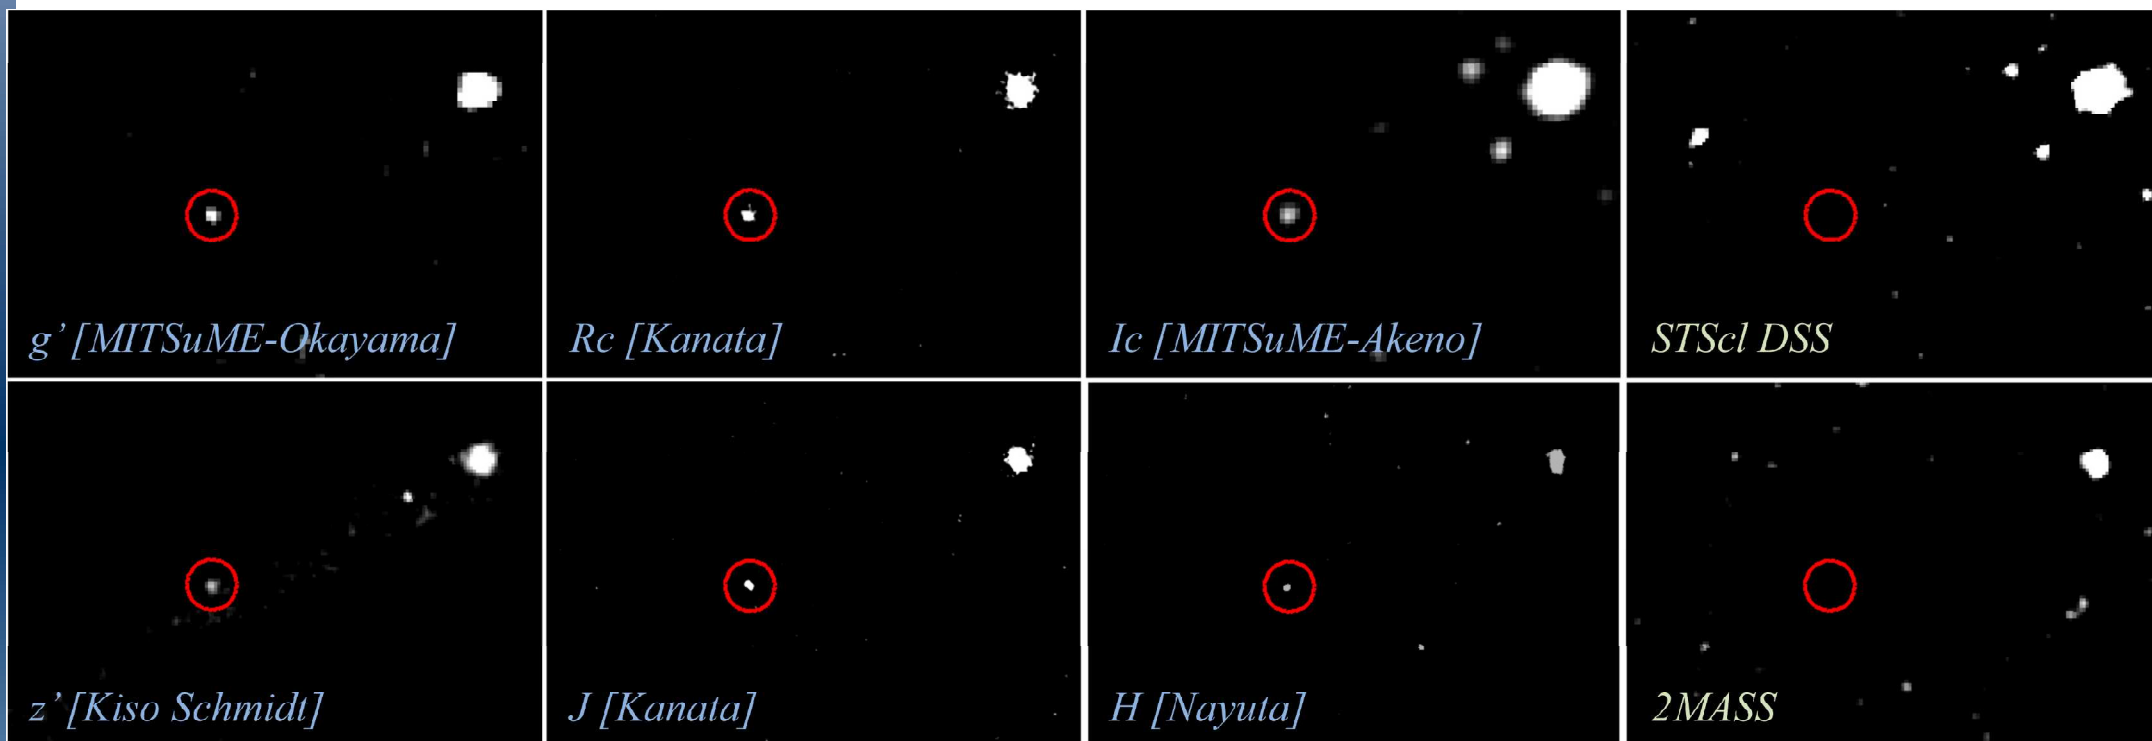 g’ [MITSuME-Okayama]
Rc [Kanata]
Ic [MITSuME-Akeno]
STScl DSS
z’ [Kiso Schmidt]
J [Kanata]
H [Nayuta]
2MASS